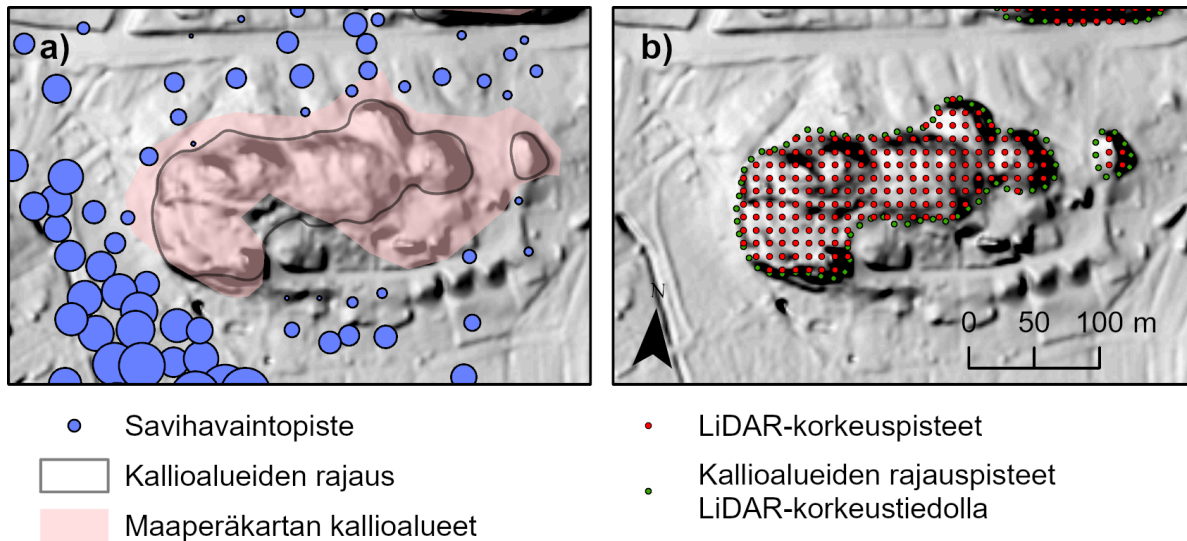 a)
b)
N
0 50 100 m
Savihavaintopiste
Kallioalueiden rajaus
Maaperäkartan kallioalueet
LiDAR-korkeuspisteet
Kallioalueiden rajauspisteet
LiDAR-korkeustiedolla